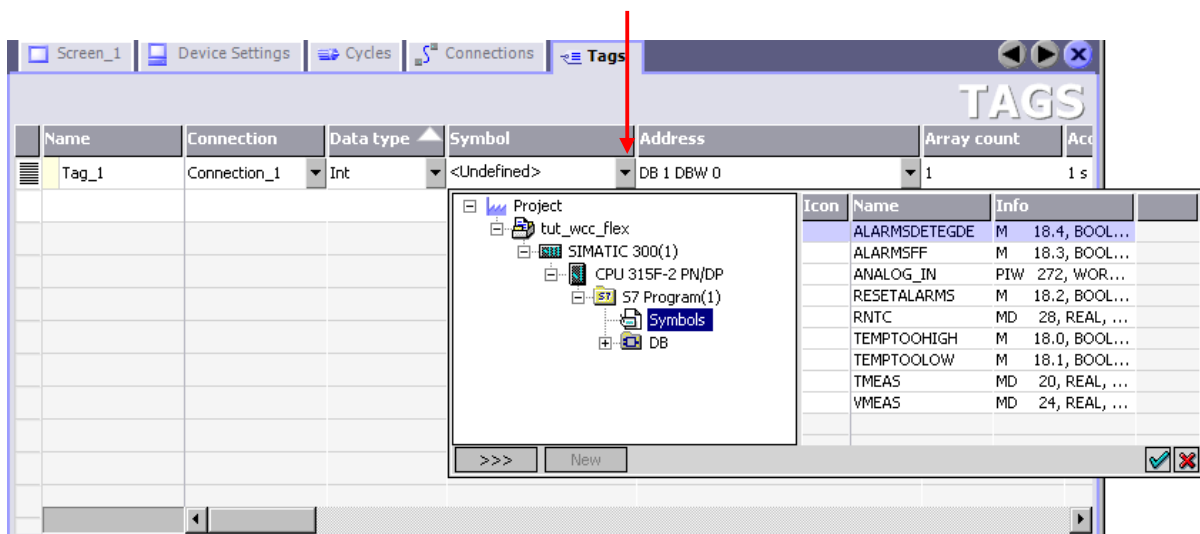 Screen_1 Device Settings Cycles Connections Tags
TAGS
Name Connection Data type Symbol Address Array count Acq
Tag_1 Connection_1 Int <Undefined> DB 1 DBW 0 1 1 s
Project
tut_wcc_flex
SIMATIC 300(1)
CPU 315F-2 PN/DP
S7 Program(1)
Symbols
DB
Icon Name Info
ALARMSDETEGDE M 18.4, BOOL...
ALARMSFF M 18.3, BOOL...
ANALOG_IN PIW 272, WOR...
RESETALARMS M 18.2, BOOL...
RNTC MD 28, REAL, ...
TEMPTOOHIGH M 18.0, BOOL...
TEMPTOOLOW M 18.1, BOOL...
TMEAS MD 20, REAL, ...
VMEAS MD 24, REAL, ...
>>> New